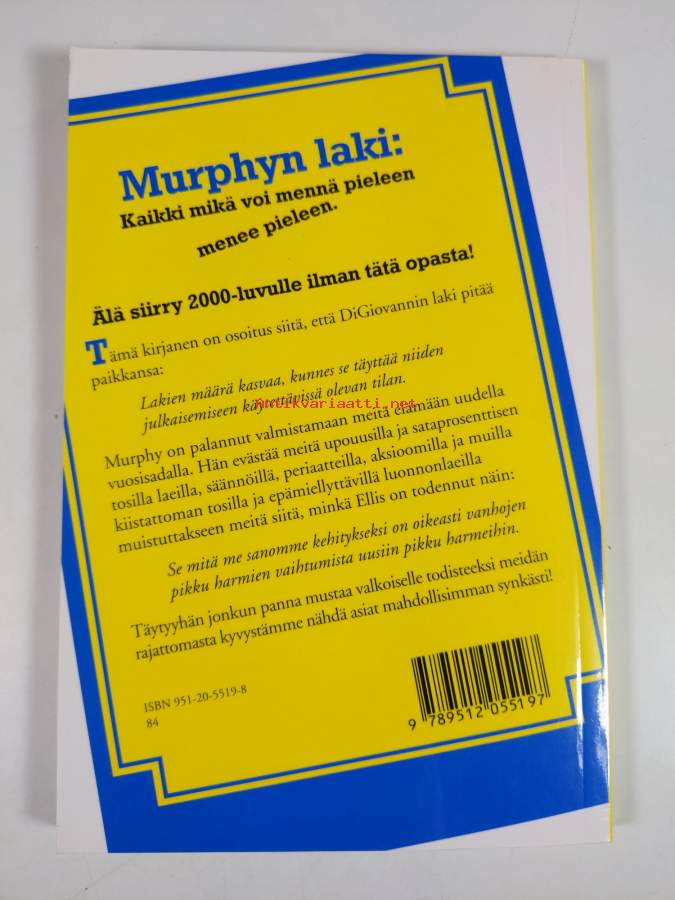 Murphyn laki:
Kaikki mikä voi mennä pieleen
menee pieleen.
Älä siirry 2000-luvulle ilman tätä opasta!
Tämä kirjanen on osoitus siitä, että DiGiovannin laki pitää
paikkansa:
Lakien määrä kasvaa, kunnes se täyttää niiden
julkaisemiseen käytettävissä olevan tilan.
Antikvariaatti.net
Murphy on palannut valmistamaan meitä elämään uudella
vuosisadalla. Hän evästää meitä upouusilla ja sataprosenttisen
tosilla laeilla, säännöillä, periaatteilla, aksioomilla ja muilla
kiistattoman tosilla ja epämiellyttävillä luonnonlaeilla
muistuttakseen meitä siitä, minkä Ellis on todennut näin:
Se mitä me sanomme kehitykseksi on oikeasti vanhojen
pikku harmien vaihtumista uusiin pikku harmeihin.
Täytyyhän jonkun panna mustaa valkoiselle todisteeksi meidän
rajattomasta kyvystämme nähdä asiat mahdollisimman synkästi!
ISBN 951-20-5519-8
84
9 789512 055197